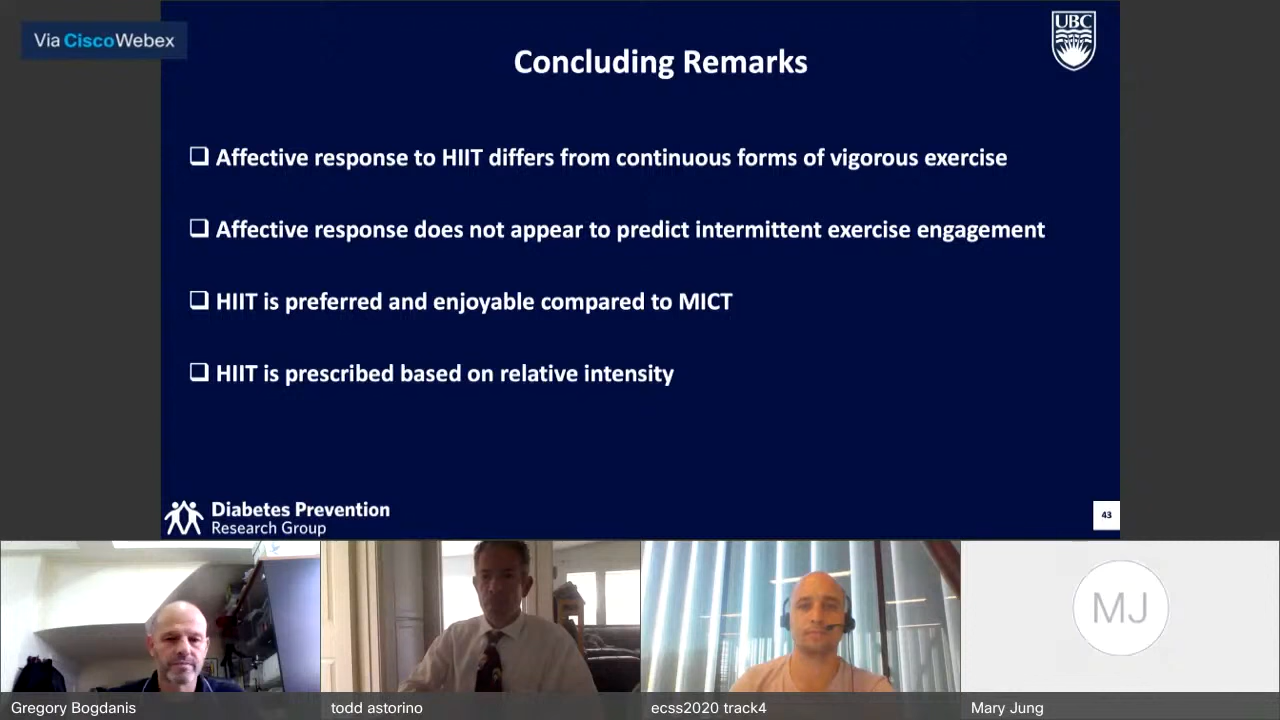 Via Cisco Webex
UBC
Concluding Remarks
❑ Affective response to HIIT differs from continuous forms of vigorous exercise
❑ Affective response does not appear to predict intermittent exercise engagement
❑ HIIT is preferred and enjoyable compared to MICT
❑ HIIT is prescribed based on relative intensity
Diabetes Prevention
Research Group
43
MJ
Gregory Bogdanis
todd astorino
ecss2020 track4
Mary Jung